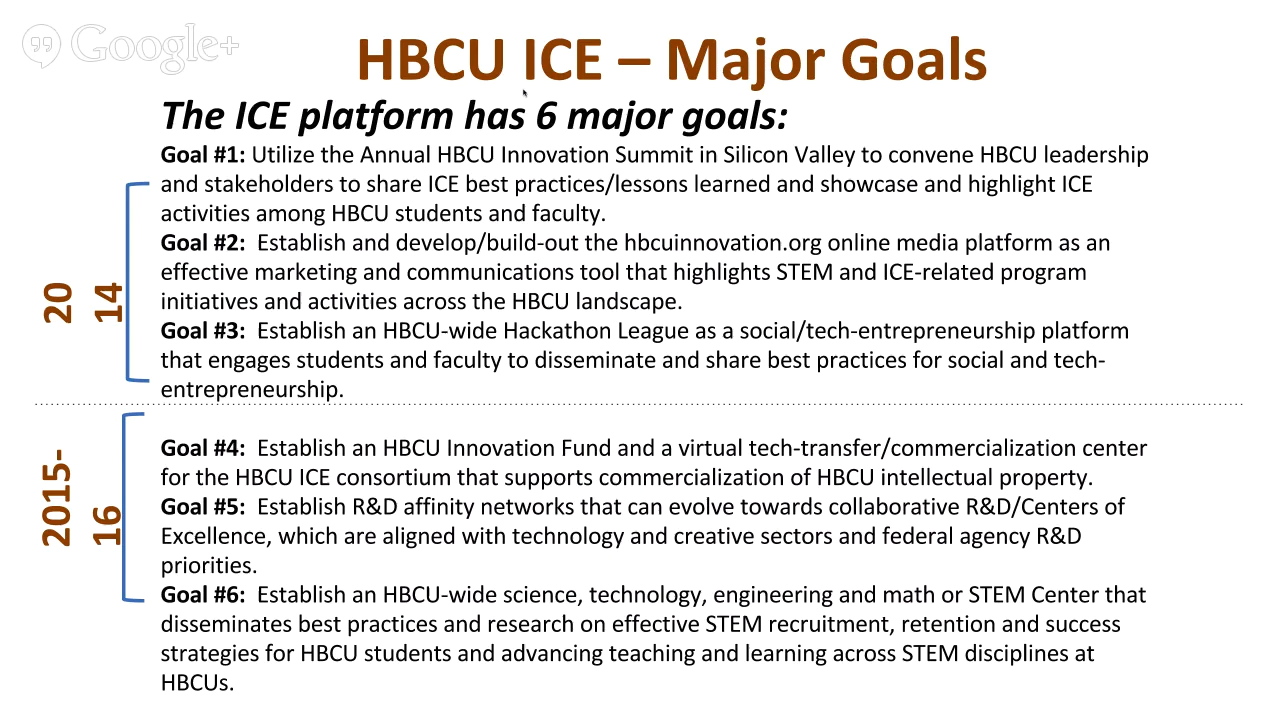 Google+
HBCU ICE – Major Goals
The ICE platform has 6 major goals:
Goal #1: Utilize the Annual HBCU Innovation Summit in Silicon Valley to convene HBCU leadership
and stakeholders to share ICE best practices/lessons learned and showcase and highlight ICE
activities among HBCU students and faculty.
Goal #2:  Establish and develop/build-out the hbcuinnovation.org online media platform as an
effective marketing and communications tool that highlights STEM and ICE-related program
initiatives and activities across the HBCU landscape.
Goal #3:  Establish an HBCU-wide Hackathon League as a social/tech-entrepreneurship platform
that engages students and faculty to disseminate and share best practices for social and tech-
entrepreneurship.
20
14
Goal #4:  Establish an HBCU Innovation Fund and a virtual tech-transfer/commercialization center
for the HBCU ICE consortium that supports commercialization of HBCU intellectual property.
Goal #5:  Establish R&D affinity networks that can evolve towards collaborative R&D/Centers of
Excellence, which are aligned with technology and creative sectors and federal agency R&D
priorities.
Goal #6:  Establish an HBCU-wide science, technology, engineering and math or STEM Center that
disseminates best practices and research on effective STEM recruitment, retention and success
strategies for HBCU students and advancing teaching and learning across STEM disciplines at
HBCUs.
2015-
16